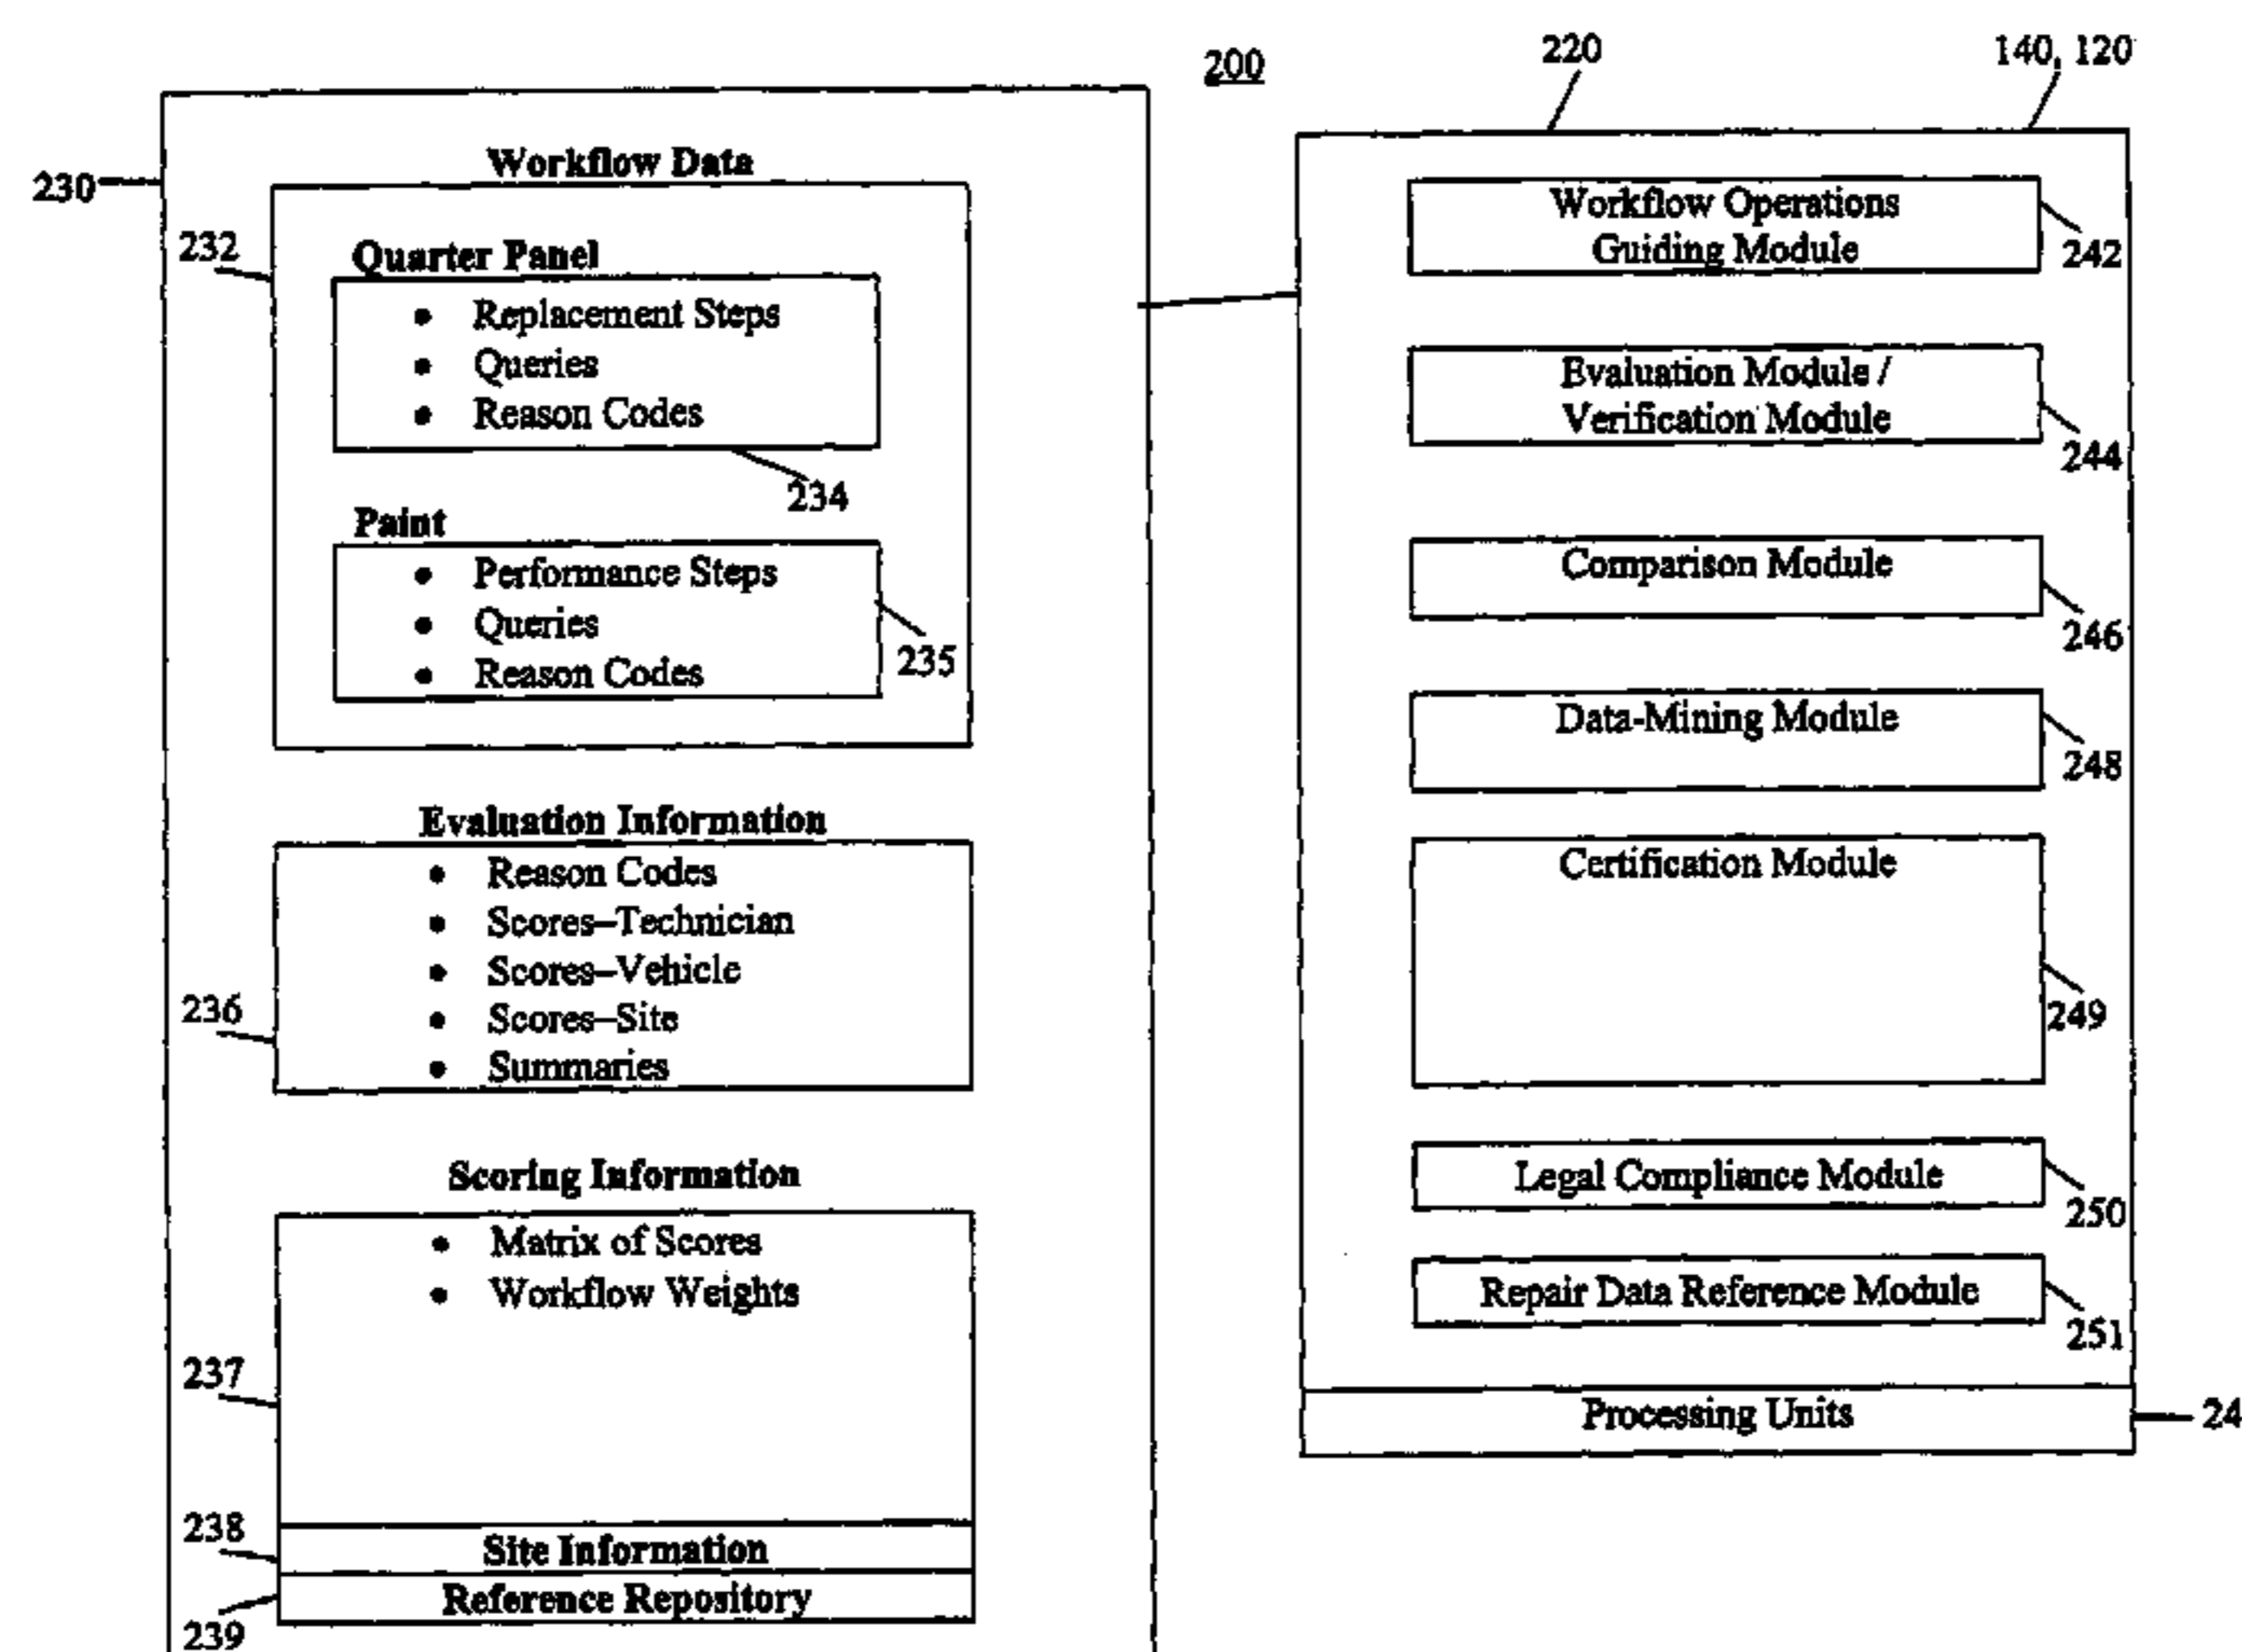 200
230
Workflow Data
232
Quarter Panel
• Replacement Steps
• Queries
• Reason Codes
234
Paint
• Performance Steps
• Queries
• Reason Codes
235
Evaluation Information
• Reason Codes
• Scores–Technician
• Scores–Vehicle
• Scores–Site
• Summaries
236
Scoring Information
• Matrix of Scores
• Workflow Weights
237
238
Site Information
Reference Repository
239
220
140, 120
Workflow Operations
Guiding Module
242
Evaluation Module /
Verification Module
244
Comparison Module
246
Data-Mining Module
248
Certification Module
249
Legal Compliance Module
250
Repair Data Reference Module
251
Processing Units
24